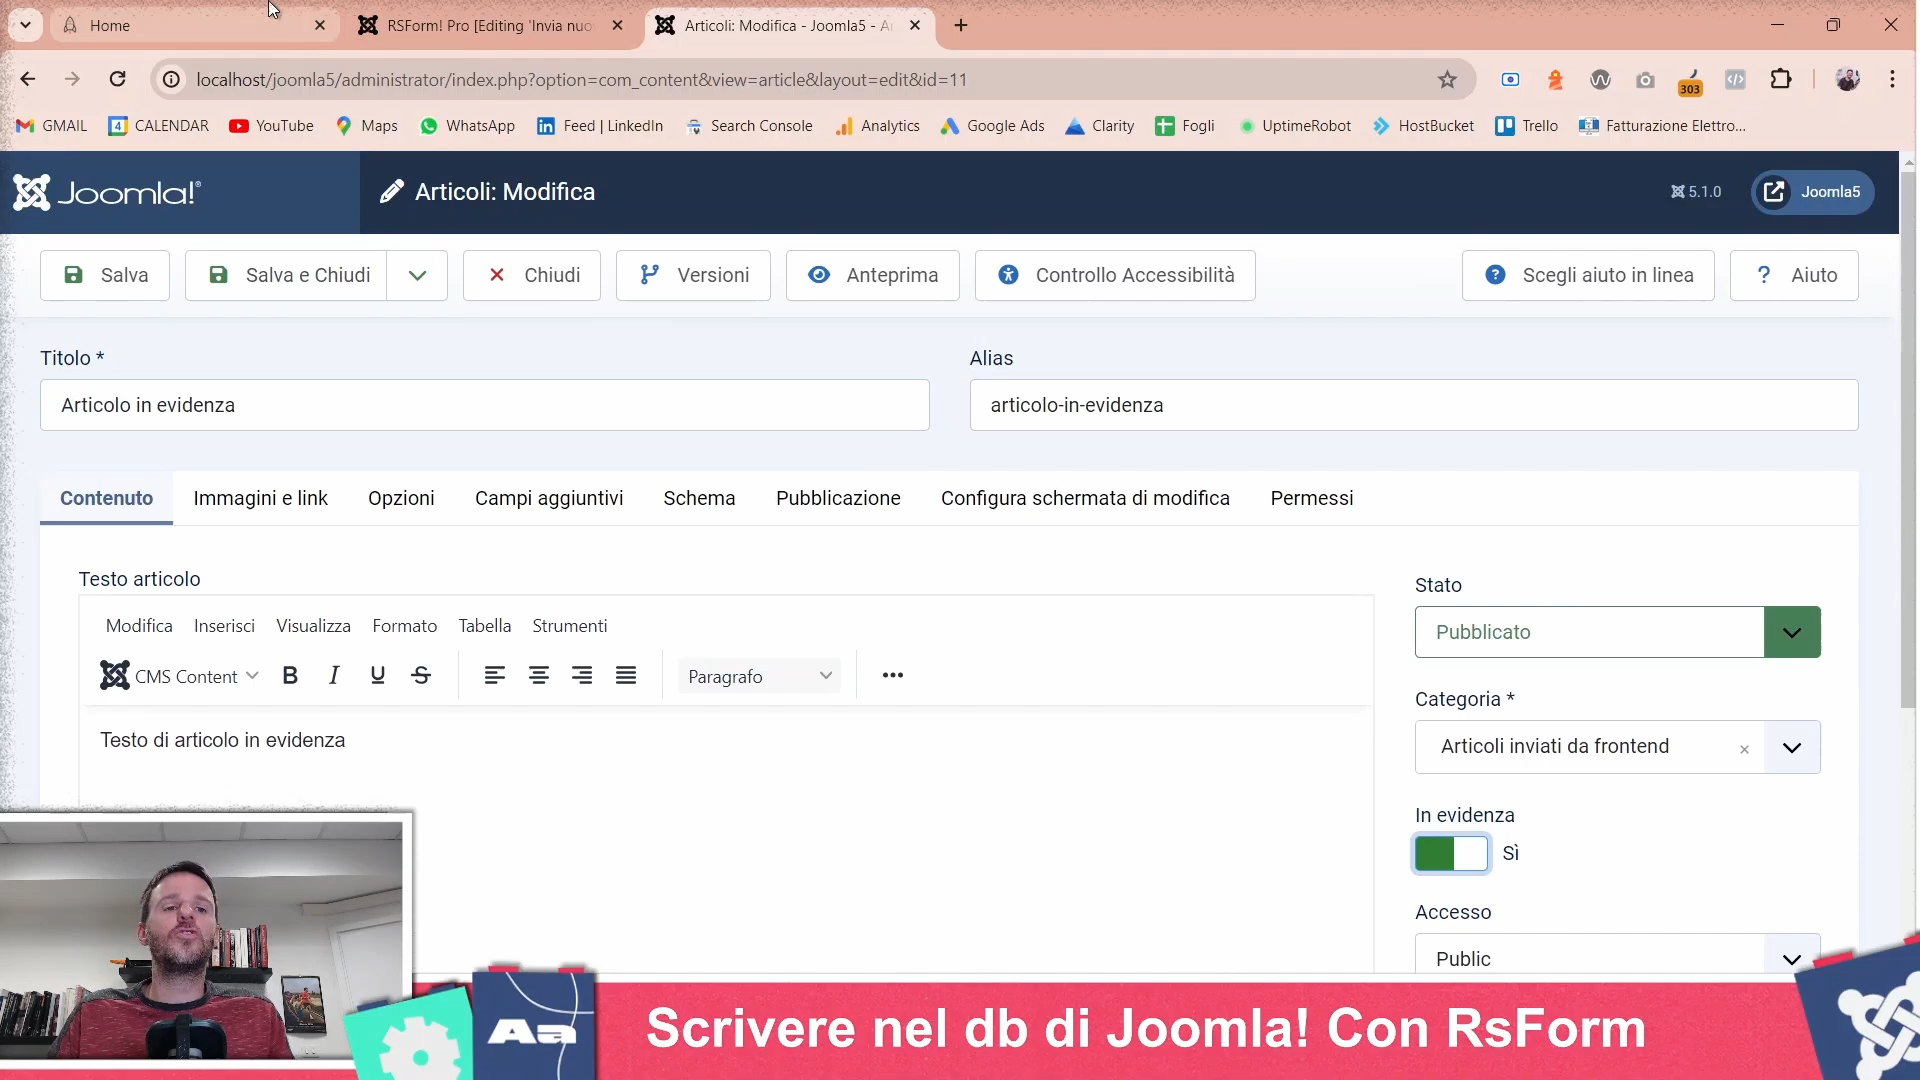 Home
RSForm! Pro [Editing 'Invia nuo
Articoli: Modifica - Joomla5 - A
localhost/joomla5/administrator/index.php?option=com_content&view=article&layout=edit&id=11
303
GMAIL
4 CALENDAR
YouTube
Maps
WhatsApp
Feed | LinkedIn
Search Console
Analytics
Google Ads
Clarity
Fogli
UptimeRobot
HostBucket
Trello
Fatturazione Elettro...
Joomla!®
Articoli: Modifica
5.1.0
Joomla5
Salva
Salva e Chiudi
Chiudi
Versioni
Anteprima
Controllo Accessibilità
Scegli aiuto in linea
Aiuto
Titolo *
Alias
Articolo in evidenza
articolo-in-evidenza
Contenuto
Immagini e link
Opzioni
Campi aggiuntivi
Schema
Pubblicazione
Configura schermata di modifica
Permessi
Testo articolo
Modifica
Inserisci
Visualizza
Formato
Tabella
Strumenti
CMS Content
B
I
U
S
Paragrafo
Testo di articolo in evidenza
Stato
Pubblicato
Categoria *
Articoli inviati da frontend
In evidenza
Sì
Accesso
Public
Aa
Scrivere nel db di Joomla! Con RsForm